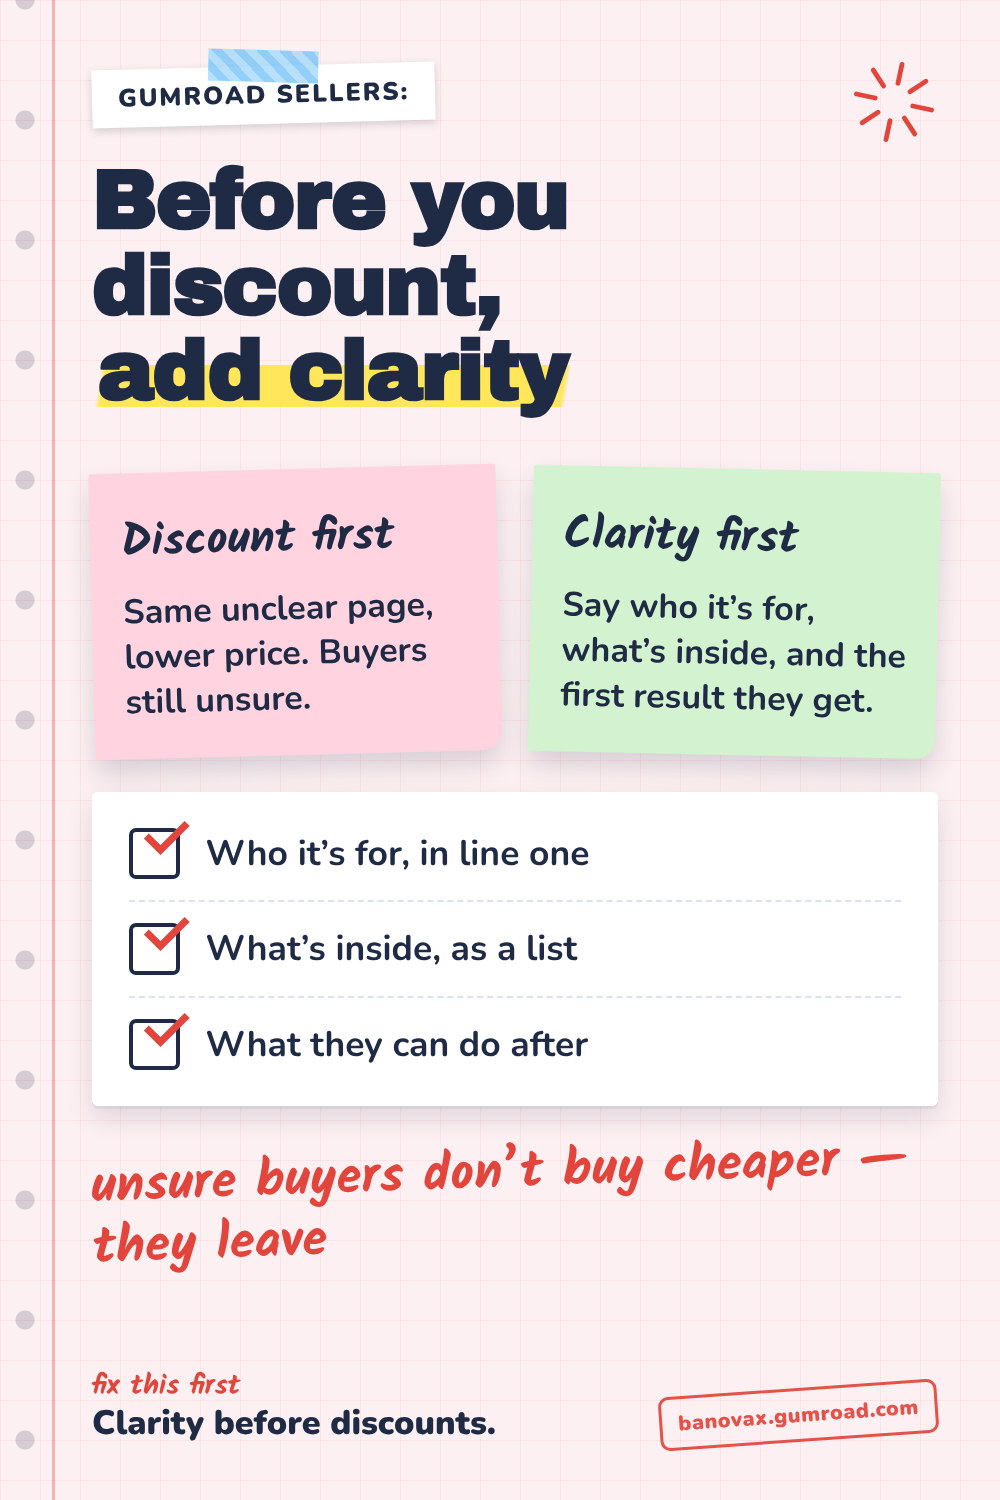 GUMROAD SELLERS:
Before you
discount,
add clarity
Discount first
Same unclear page,
lower price. Buyers
still unsure.
Clarity first
Say who it’s for,
what’s inside, and the
first result they get.
Who it’s for, in line one
What’s inside, as a list
What they can do after
unsure buyers don’t buy cheaper —
they leave
fix this first
Clarity before discounts.
banovax.gumroad.com